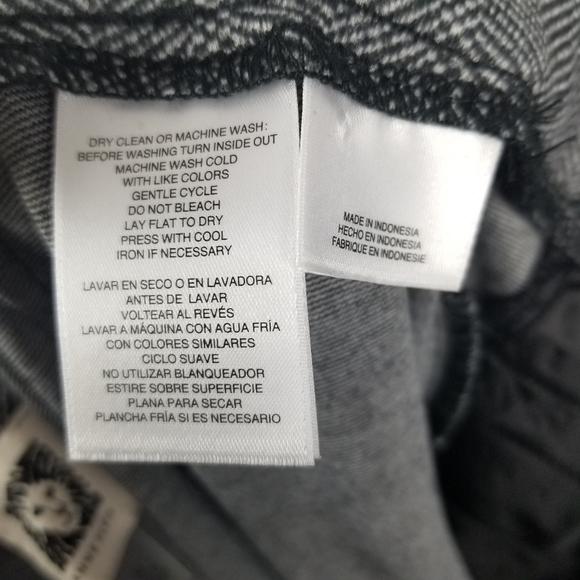 DRY CLEAN OR MACHINE WASH:
BEFORE WASHING TURN INSIDE OUT
MACHINE WASH COLD
WITH LIKE COLORS
GENTLE CYCLE
DO NOT BLEACH
LAY FLAT TO DRY
PRESS WITH COOL
IRON IF NECESSARY
LAVAR EN SECO O EN LAVADORA
ANTES DE LAVAR
VOLTEAR AL REVÉS
LAVAR A MÁQUINA CON AGUA FRÍA
CON COLORES SIMILARES
CICLO SUAVE
NO UTILIZAR BLANQUEADOR
ESTIRE SOBRE SUPERFICIE
PLANA PARA SECAR
PLANCHA FRÍA SI ES NECESARIO
MADE IN INDONESIA
HECHO EN INDONESIA
FABRIQUE EN INDONESIE